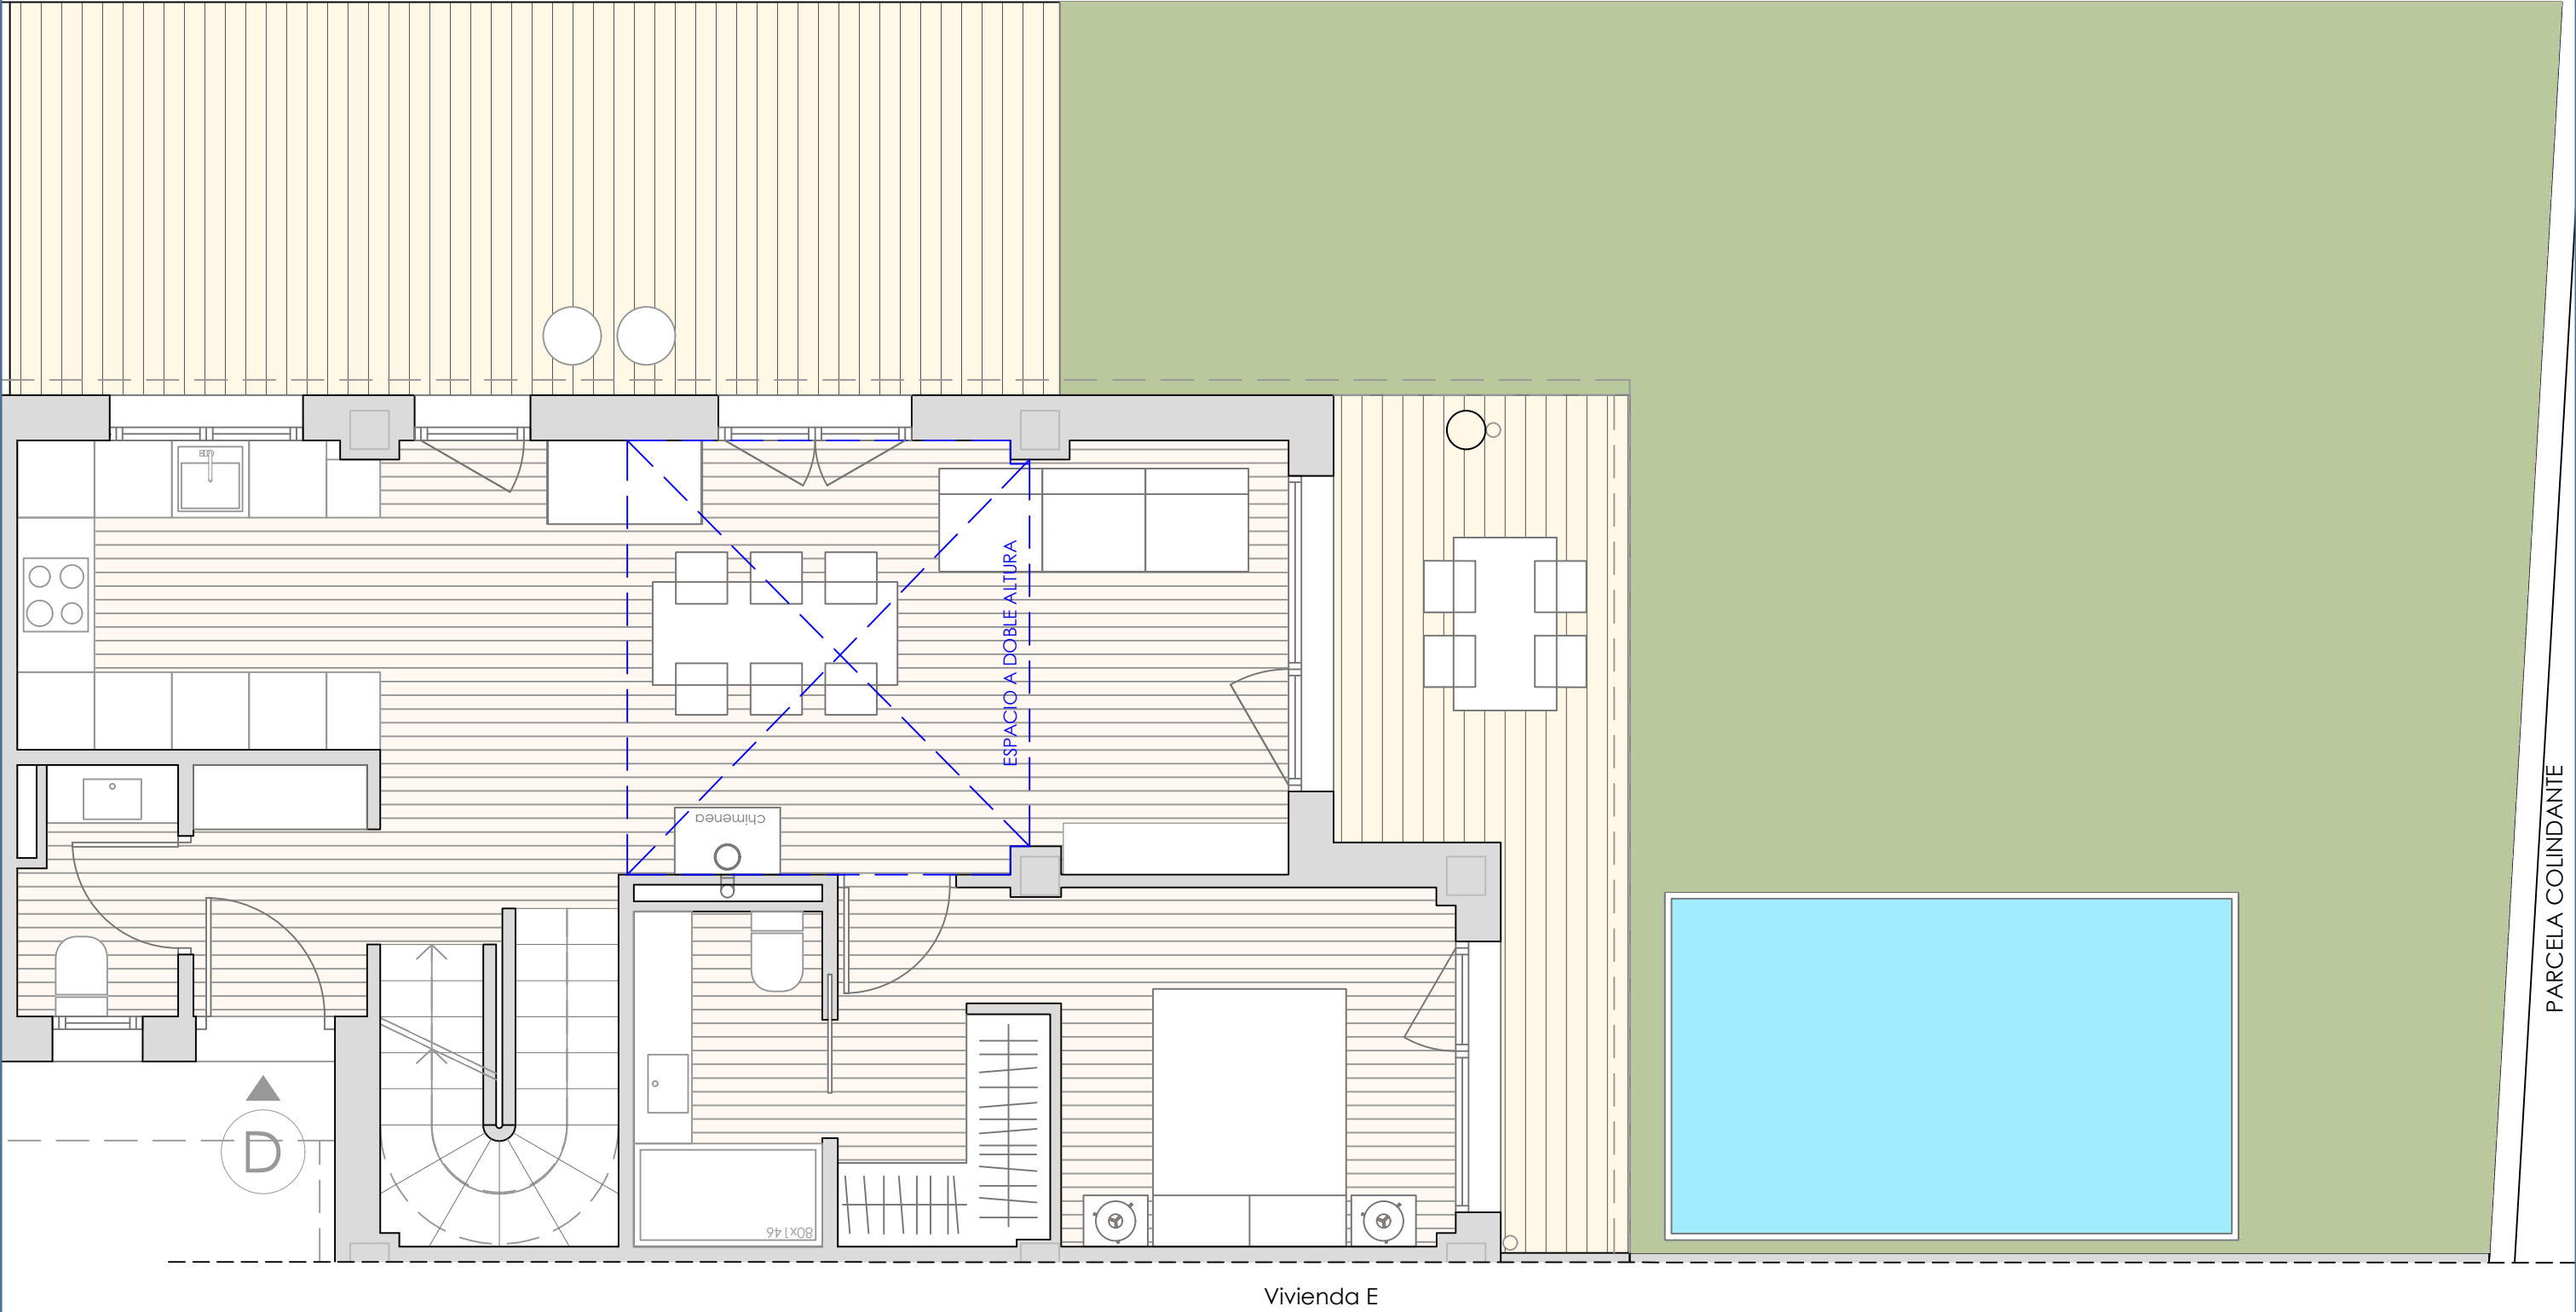 ESPACIO A DOBLE ALTURA
Chimenea
PARCELA COLINDANTE
D
80x146
Vivienda E